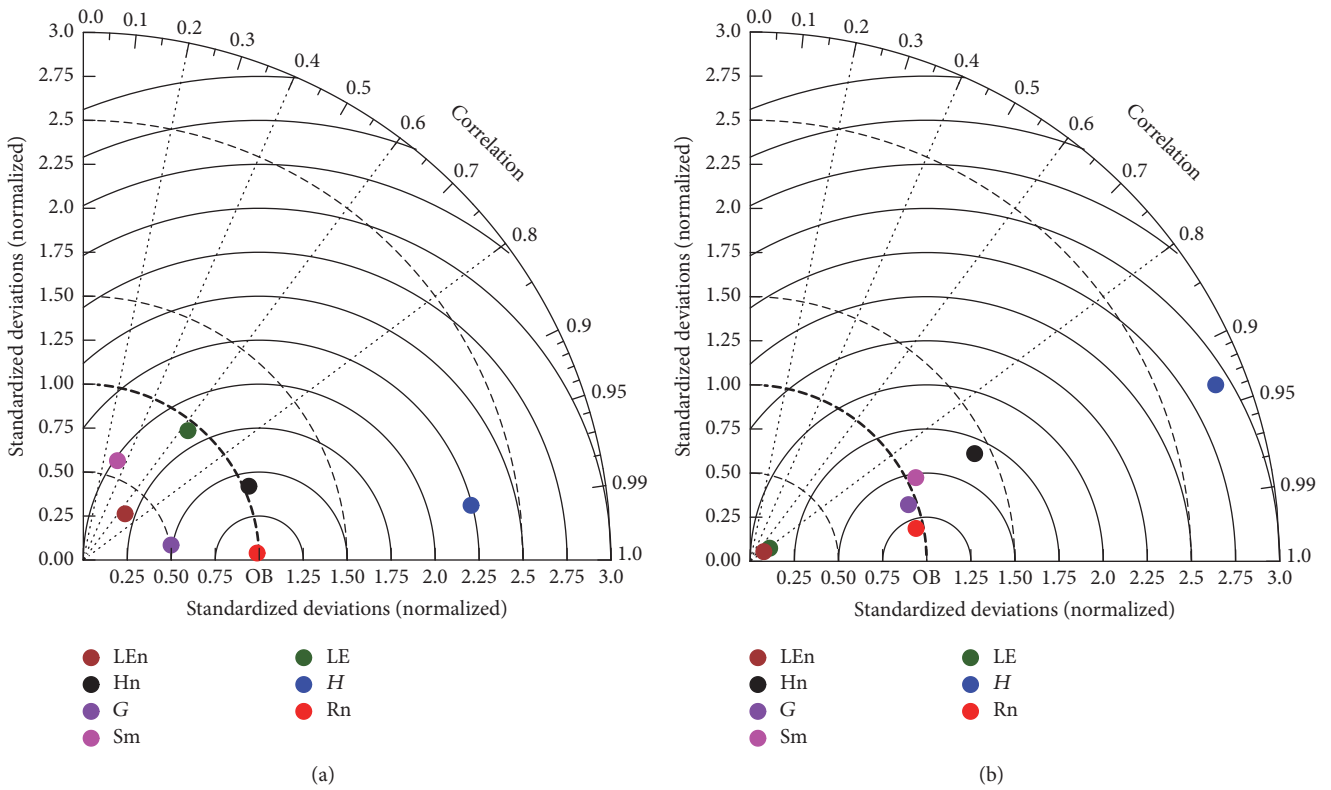 0.0
0.1
0.2
0.3
0.4
0.5
0.6
0.7
0.8
0.9
0.95
0.99
1.0
Correlation
3.0
2.75
2.5
2.25
2.0
1.75
1.50
1.25
1.00
0.75
0.50
0.25
0.00
Standardized deviations (normalized)
0.25 0.50 0.75 OB 1.25 1.50 1.75 2.0 2.25 2.50 2.75 3.0
Standardized deviations (normalized)
LEn LE
Hn H
G Rn
Sm
(a)
0.0
0.1
0.2
0.3
0.4
0.5
0.6
0.7
0.8
0.9
0.95
0.99
1.0
Correlation
3.0
2.75
2.5
2.25
2.0
1.75
1.50
1.25
1.00
0.75
0.50
0.25
0.00
Standardized deviations (normalized)
0.25 0.50 0.75 OB 1.25 1.50 1.75 2.0 2.25 2.50 2.75 3.0
Standardized deviations (normalized)
LEn LE
Hn H
G Rn
Sm
(b)